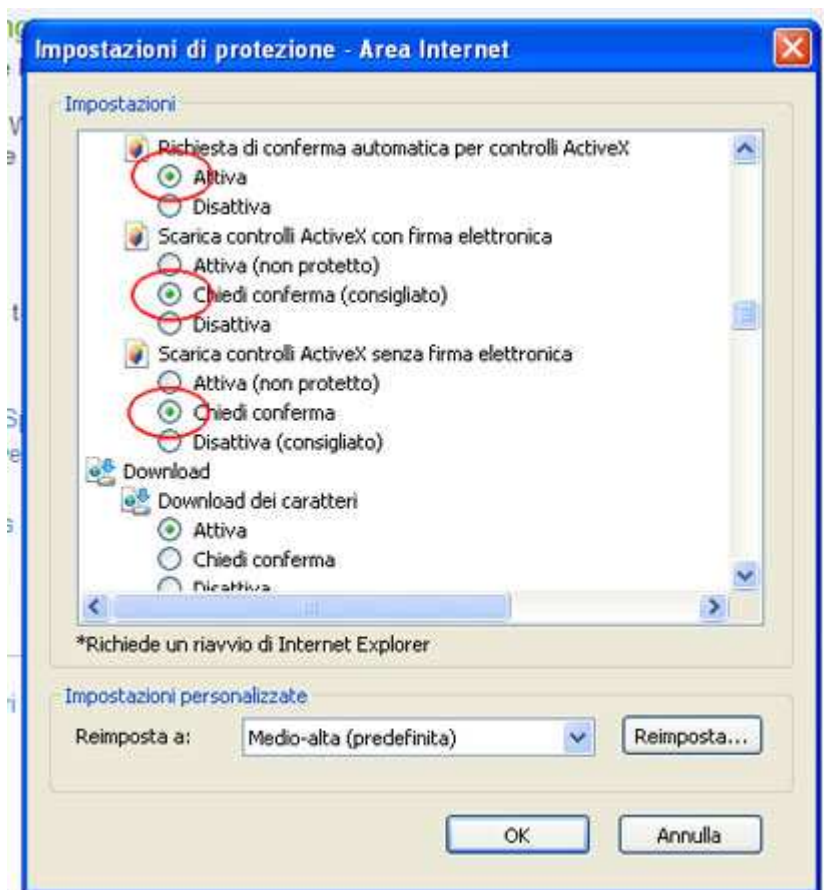 Impostazioni di protezione - Area Internet
Impostazioni
Richiesta di conferma automatica per controlli ActiveX
Attiva
Disattiva
Scarica controlli ActiveX con firma elettronica
Attiva (non protetto)
Chiedi conferma (consigliato)
Disattiva
Scarica controlli ActiveX senza firma elettronica
Attiva (non protetto)
Chiedi conferma
Disattiva (consigliato)
Download
Download dei caratteri
Attiva
Chiedi conferma
Disattiva
*Richiede un riavvio di Internet Explorer
Impostazioni personalizzate
Reimposta a:
Medio-alta (predefinita)
Reimposta...
OK
Annulla